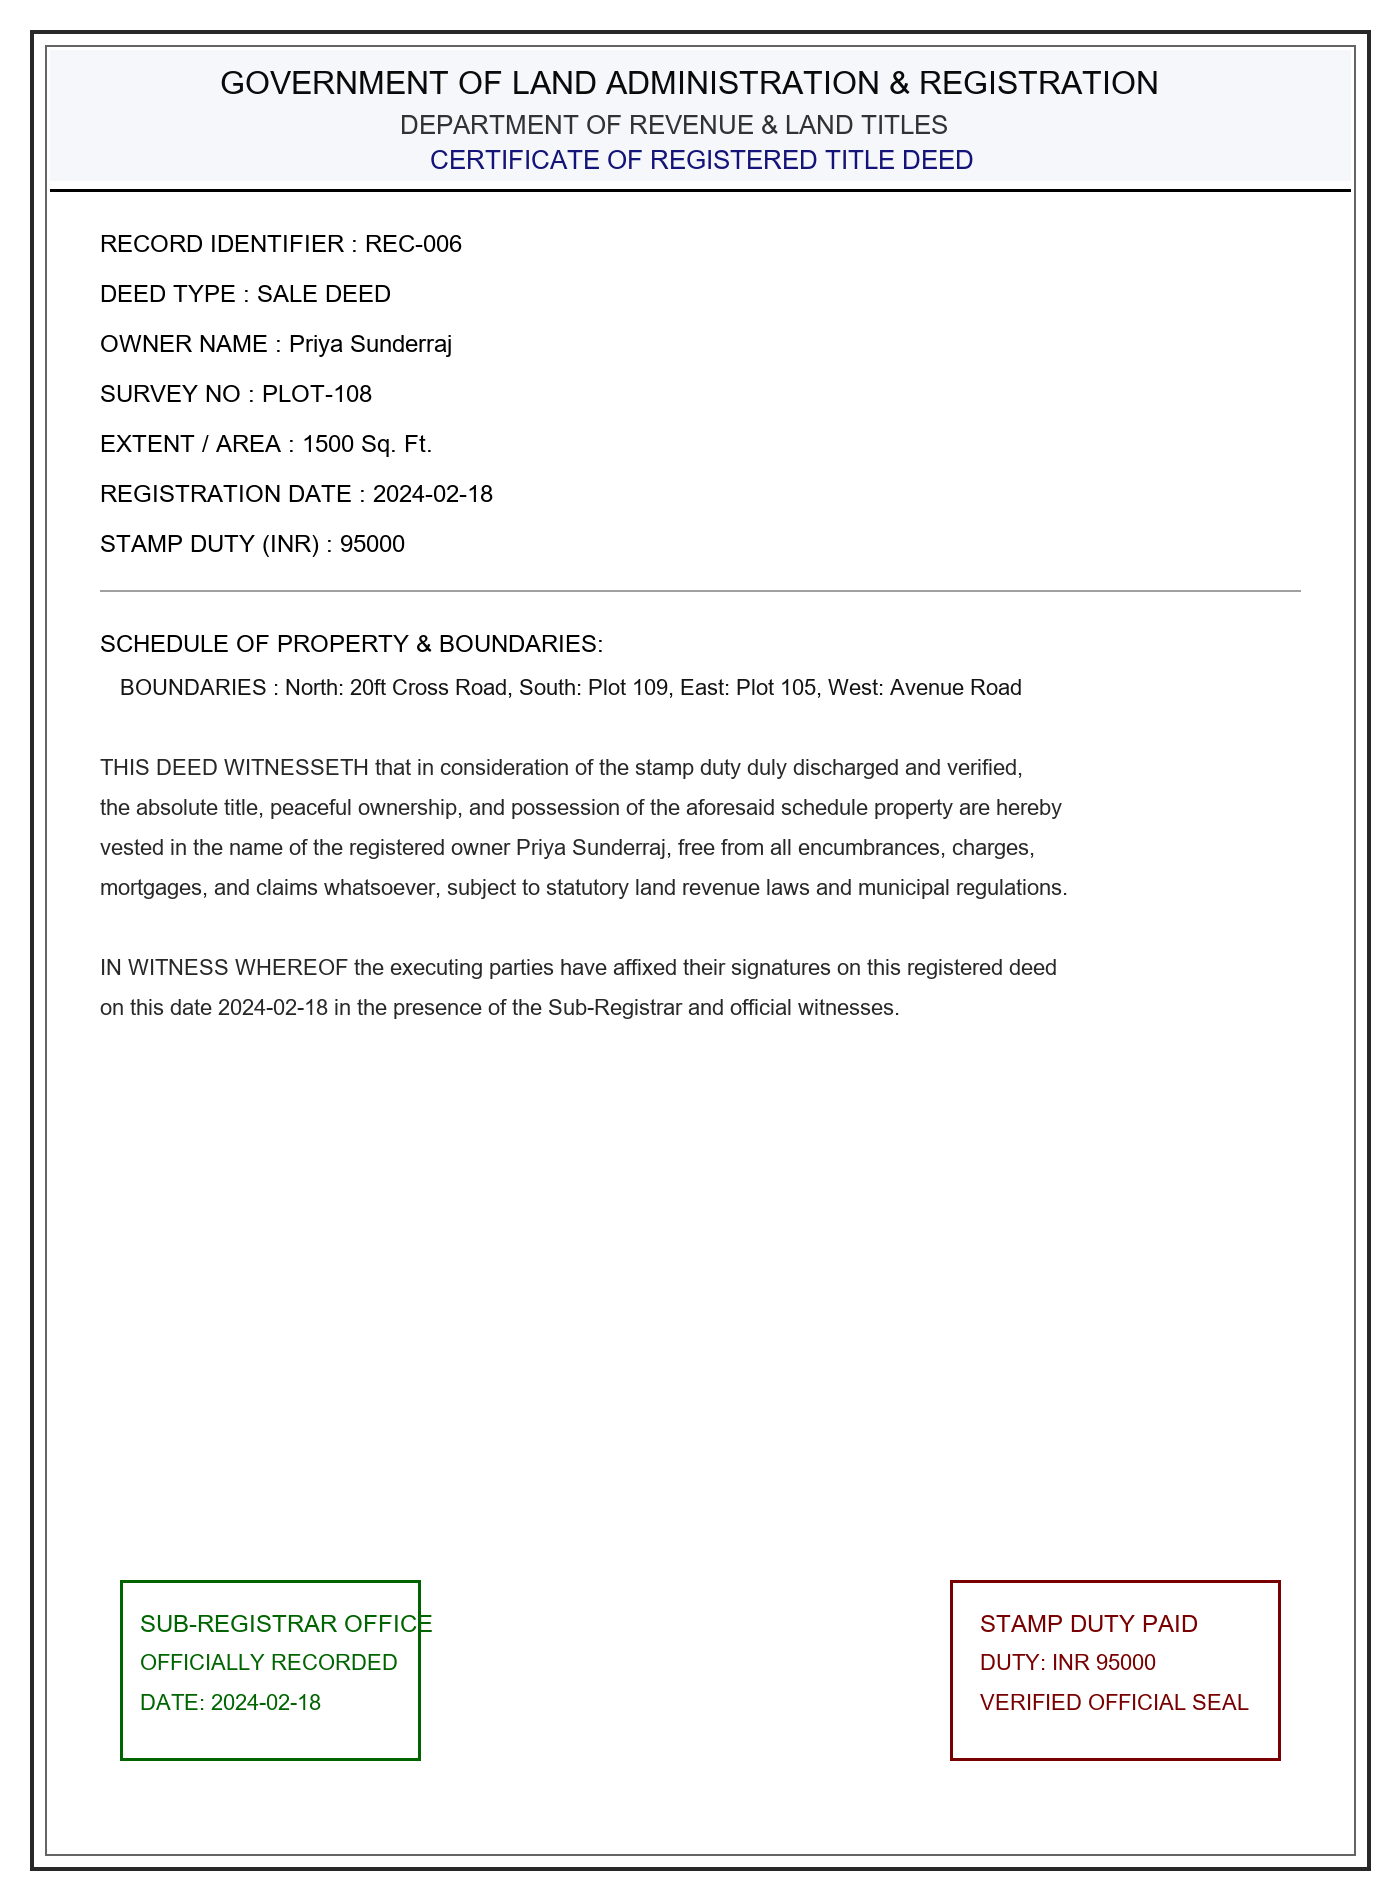 GOVERNMENT OF LAND ADMINISTRATION & REGISTRATION
DEPARTMENT OF REVENUE & LAND TITLES
CERTIFICATE OF REGISTERED TITLE DEED
RECORD IDENTIFIER : REC-006
DEED TYPE : SALE DEED
OWNER NAME : Priya Sunderraj
SURVEY NO : PLOT-108
EXTENT / AREA : 1500 Sq. Ft.
REGISTRATION DATE : 2024-02-18
STAMP DUTY (INR) : 95000
SCHEDULE OF PROPERTY & BOUNDARIES:
BOUNDARIES : North: 20ft Cross Road, South: Plot 109, East: Plot 105, West: Avenue Road
THIS DEED WITNESSETH that in consideration of the stamp duty duly discharged and verified,
the absolute title, peaceful ownership, and possession of the aforesaid schedule property are hereby
vested in the name of the registered owner Priya Sunderraj, free from all encumbrances, charges,
mortgages, and claims whatsoever, subject to statutory land revenue laws and municipal regulations.
IN WITNESS WHEREOF the executing parties have affixed their signatures on this registered deed
on this date 2024-02-18 in the presence of the Sub-Registrar and official witnesses.
SUB-REGISTRAR OFFICE
OFFICIALLY RECORDED
DATE: 2024-02-18
STAMP DUTY PAID
DUTY: INR 95000
VERIFIED OFFICIAL SEAL